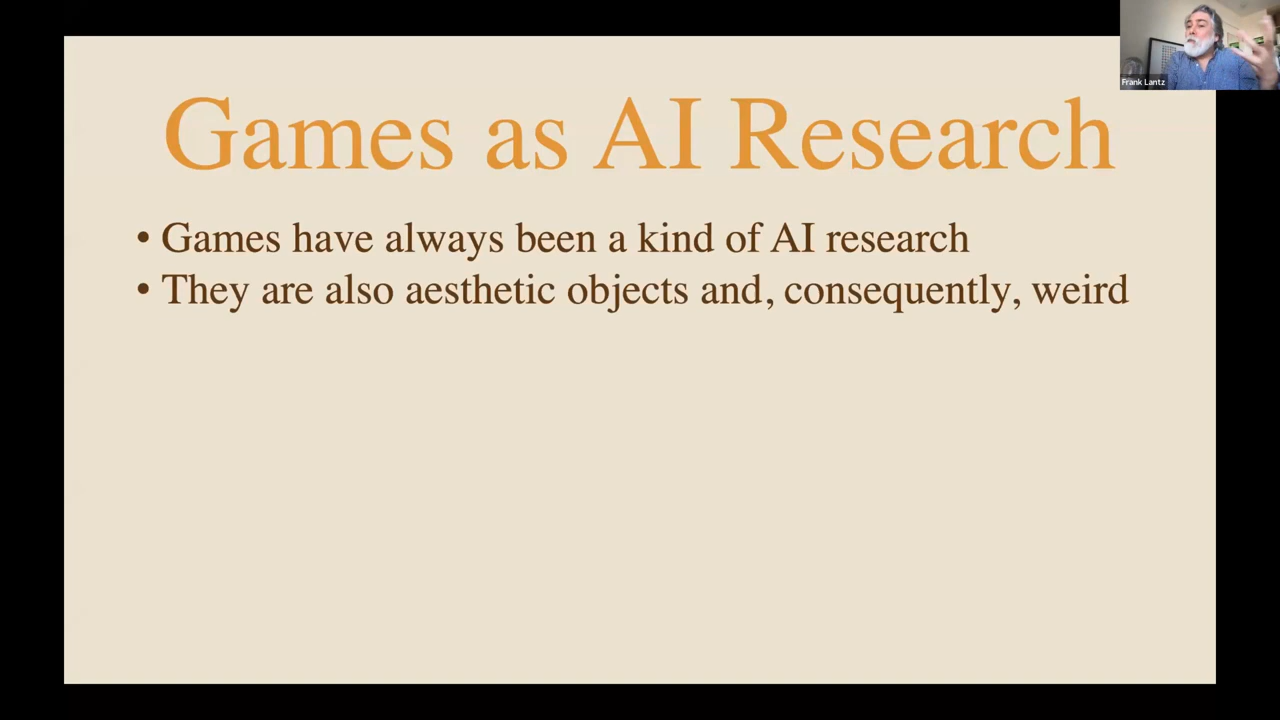 Games as AI Research
• Games have always been a kind of AI research
• They are also aesthetic objects and, consequently, weird
Frank Lantz